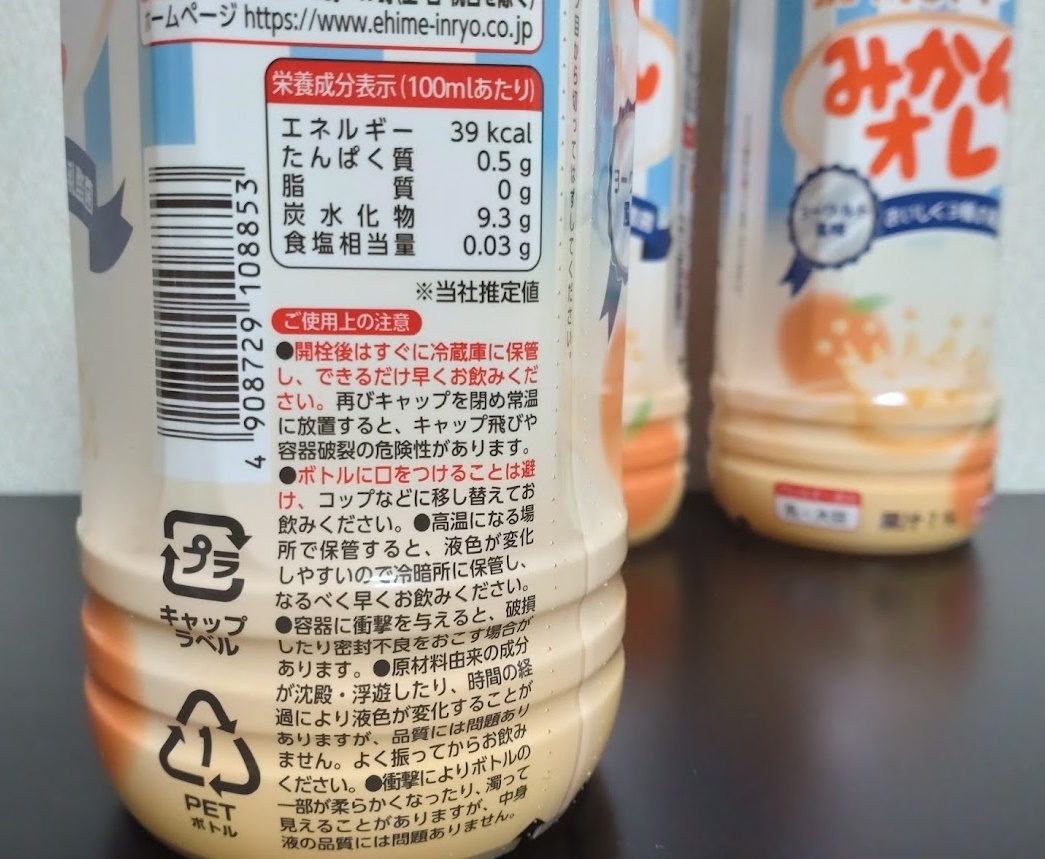 ホームページ https://www.ehime-inryo.co.jp
栄養成分表示(100mlあたり)
エネルギー 39 kcal
たんぱく質 0.5 g
脂質 0 g
炭水化物 9.3 g
食塩相当量 0.03 g
※当社推定値
ご使用上の注意
●開栓後はすぐに冷蔵庫に保管
し、できるだけ早くお飲みくだ
さい。再びキャップを閉め常温
に放置すると、キャップ飛びや
容器破裂の危険性があります。
●ボトルに口をつけることは避
け、コップなどに移し替えてお
飲みください。●高温になる場
所で保管すると、液色が変化
しやすいので冷暗所に保管し、
なるべく早くお飲みください。
●容器に衝撃を与えると、破損
したり密封不良をおこす場合が
あります。●原材料由来の成分
が沈殿・浮遊したり、時間の経
過により液色が変化することが
ありますが、品質には問題あり
ません。よく振ってからお飲み
ください。●衝撃によりボトルの
一部が柔らかくなったり、濁って
見えることがありますが、中身
液の品質には問題ありません。
4 908729 108853
プラ
キャップ
ラベル
1
PET
ボトル
みかん
オレ